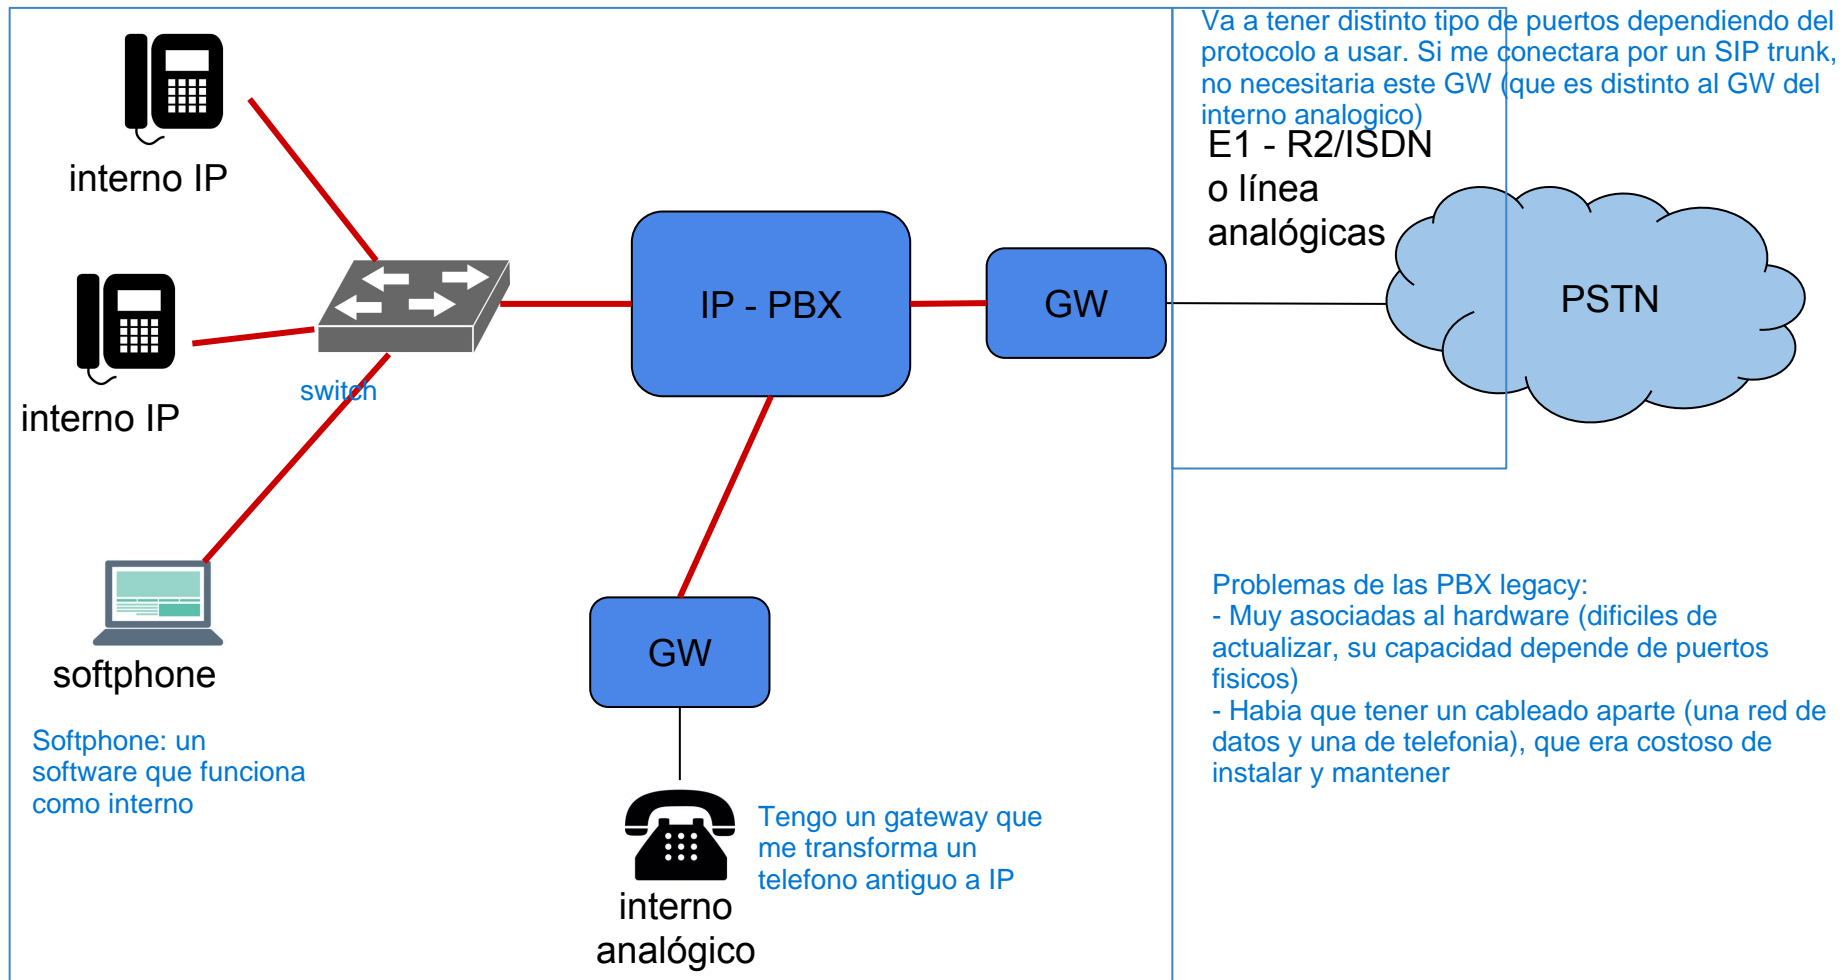 Va a tener distinto tipo de puertos dependiendo del
protocolo a usar. Si me conectara por un SIP trunk,
no necesitaria este GW (que es distinto al GW del
interno analogico)
E1 - R2/ISDN
o línea
analógicas
interno IP
IP - PBX
GW
PSTN
switch
interno IP
GW
softphone
Softphone: un
software que funciona
como interno
Problemas de las PBX legacy:
- Muy asociadas al hardware (dificiles de
actualizar, su capacidad depende de puertos
fisicos)
- Habia que tener un cableado aparte (una red de
datos y una de telefonia), que era costoso de
instalar y mantener
Tengo un gateway que
me transforma un
telefono antiguo a IP
interno
analógico